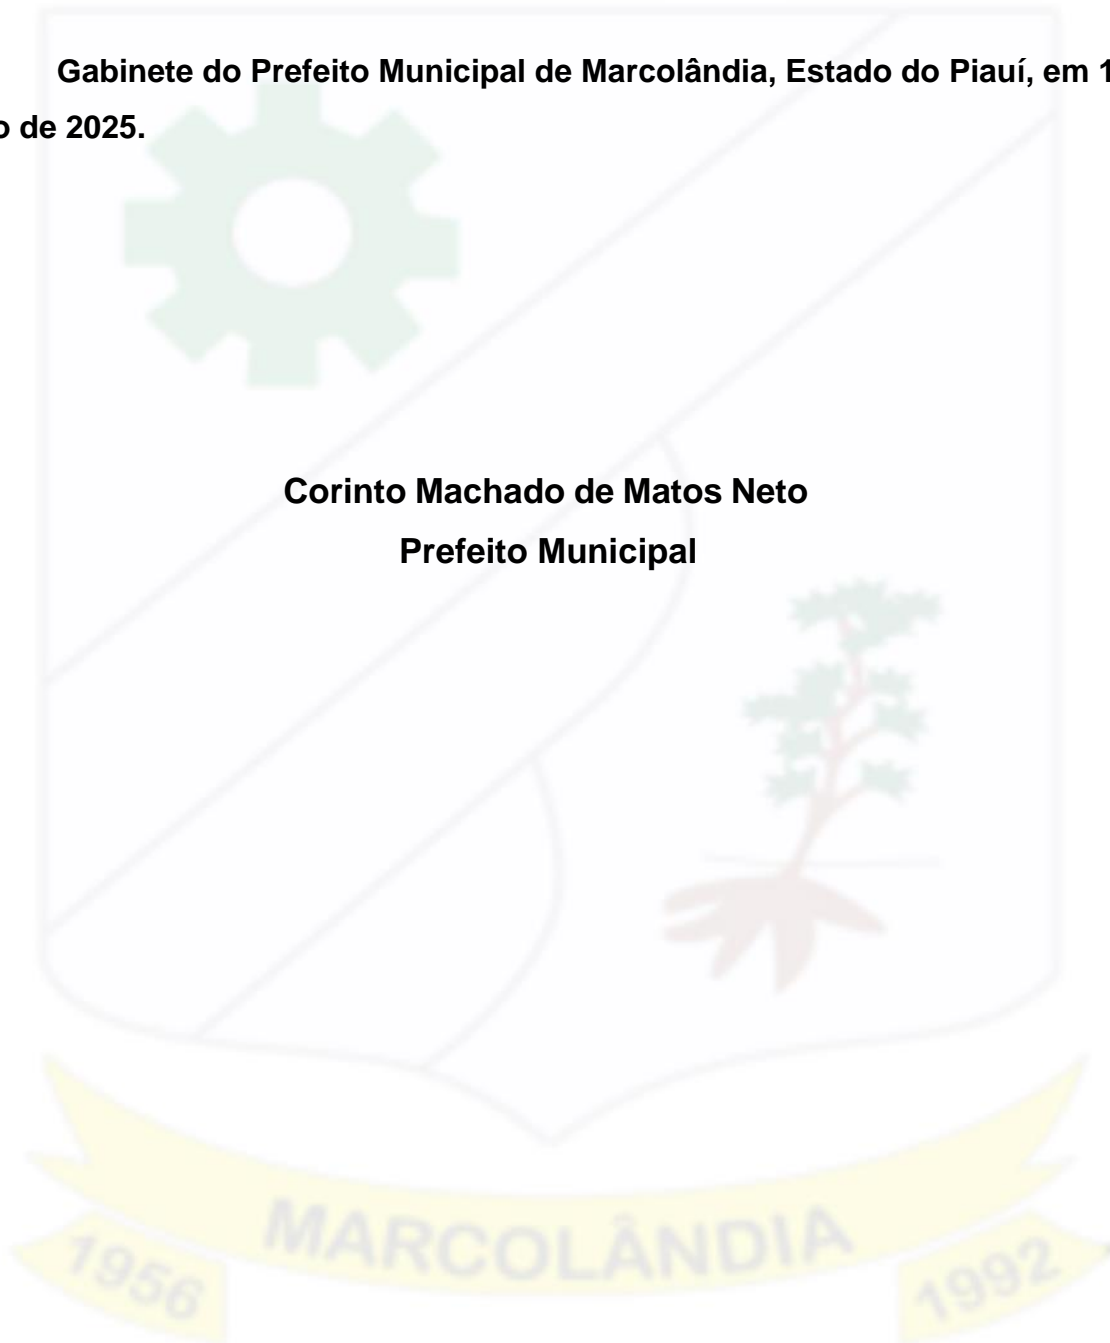 Gabinete do Prefeito Municipal de Marcolândia, Estado do Piauí, em 1
o de 2025.
Corinto Machado de Matos Neto
Prefeito Municipal
MARCOLÂNDIA
1956
1992